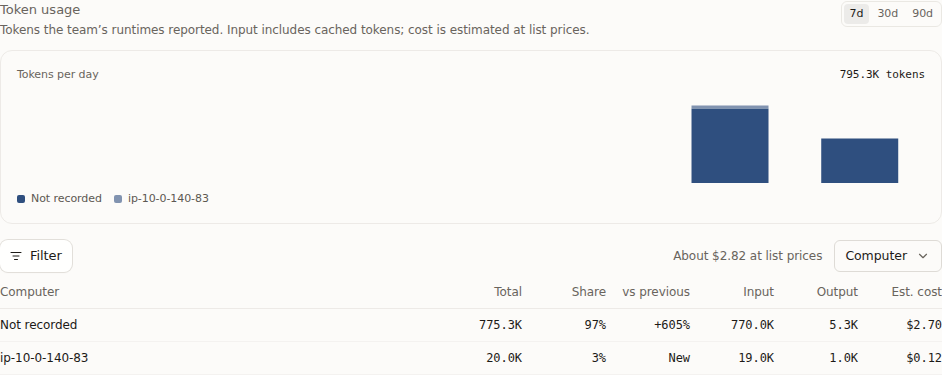 Token usage
7d 30d 90d
Tokens the team’s runtimes reported. Input includes cached tokens; cost is estimated at list prices.
Tokens per day
795.3K tokens
Not recorded ip-10-0-140-83
Filter
About $2.82 at list prices
Computer
Computer Total Share vs previous Input Output Est. cost
Not recorded 775.3K 97% +605% 770.0K 5.3K $2.70
ip-10-0-140-83 20.0K 3% New 19.0K 1.0K $0.12